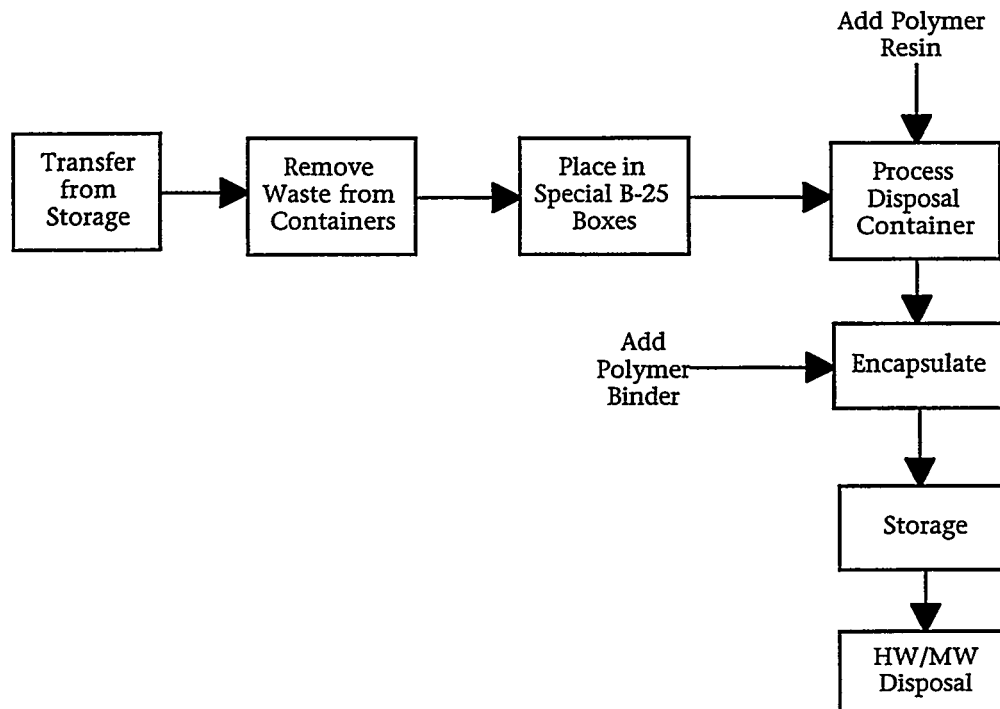 Add Polymer
Resin
Transfer
from
Storage
Remove
Waste from
Containers
Place in
Special B-25
Boxes
Process
Disposal
Container
Add
Polymer
Binder
Encapsulate
Storage
HW/MW
Disposal